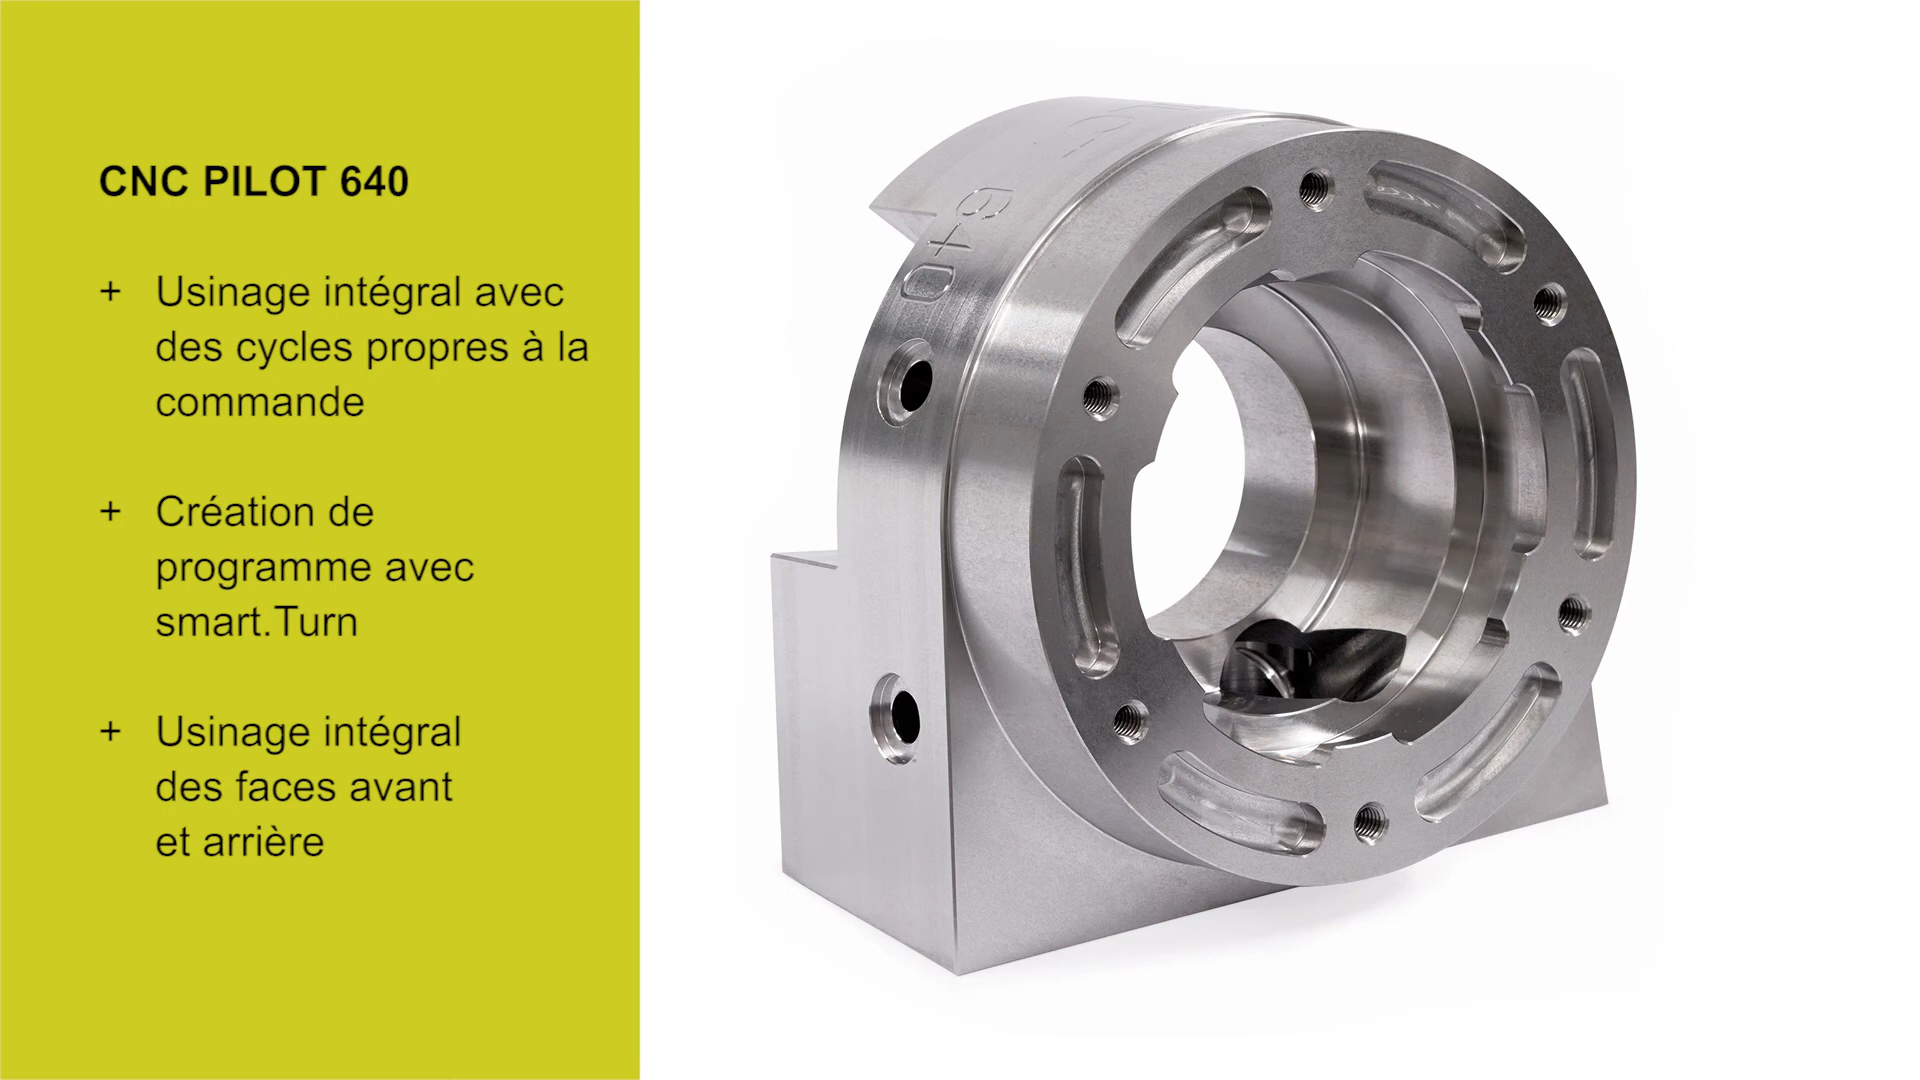 CNC PILOT 640
+ Usinage intégral avec
des cycles propres à la
commande
+ Création de
programme avec
smart.Turn
+ Usinage intégral
des faces avant
et arrière
640